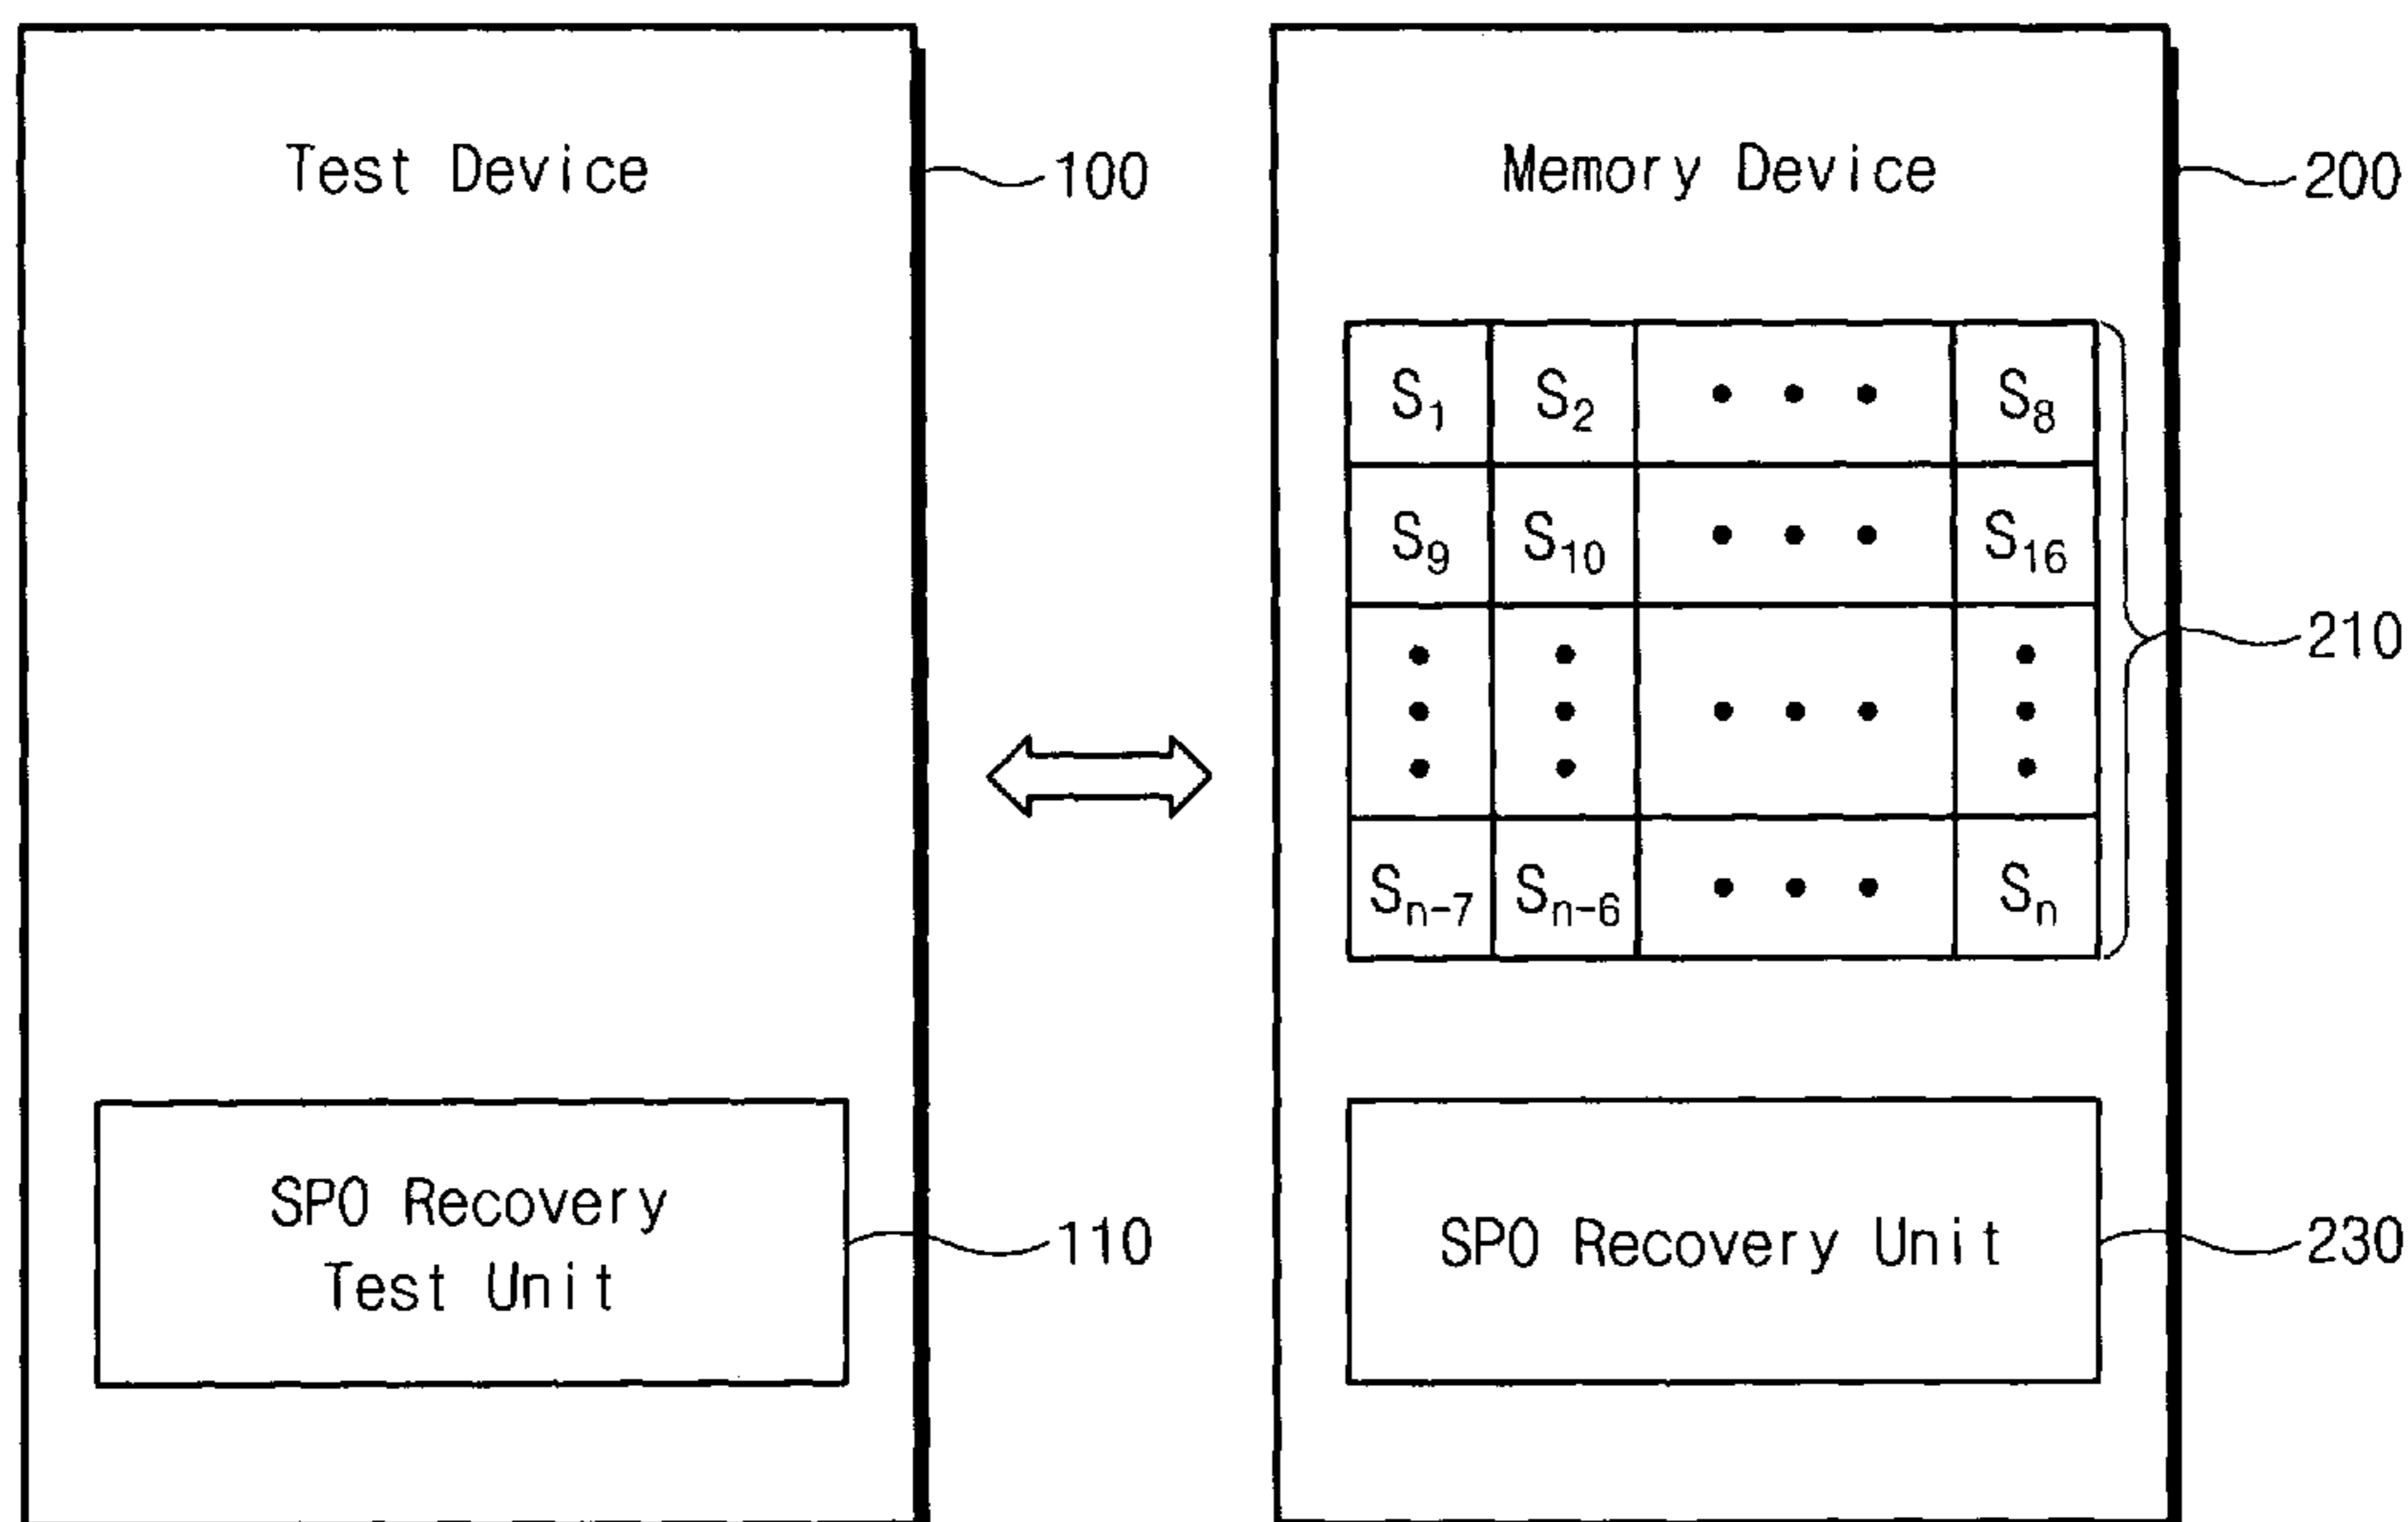 Test Device
100
SPO Recovery
Test Unit
110
Memory Device
200
S1 S2 • • • S8
S9 S10 • • • S16
210
Sn-7 Sn-6 • • • Sn
SPO Recovery Unit
230